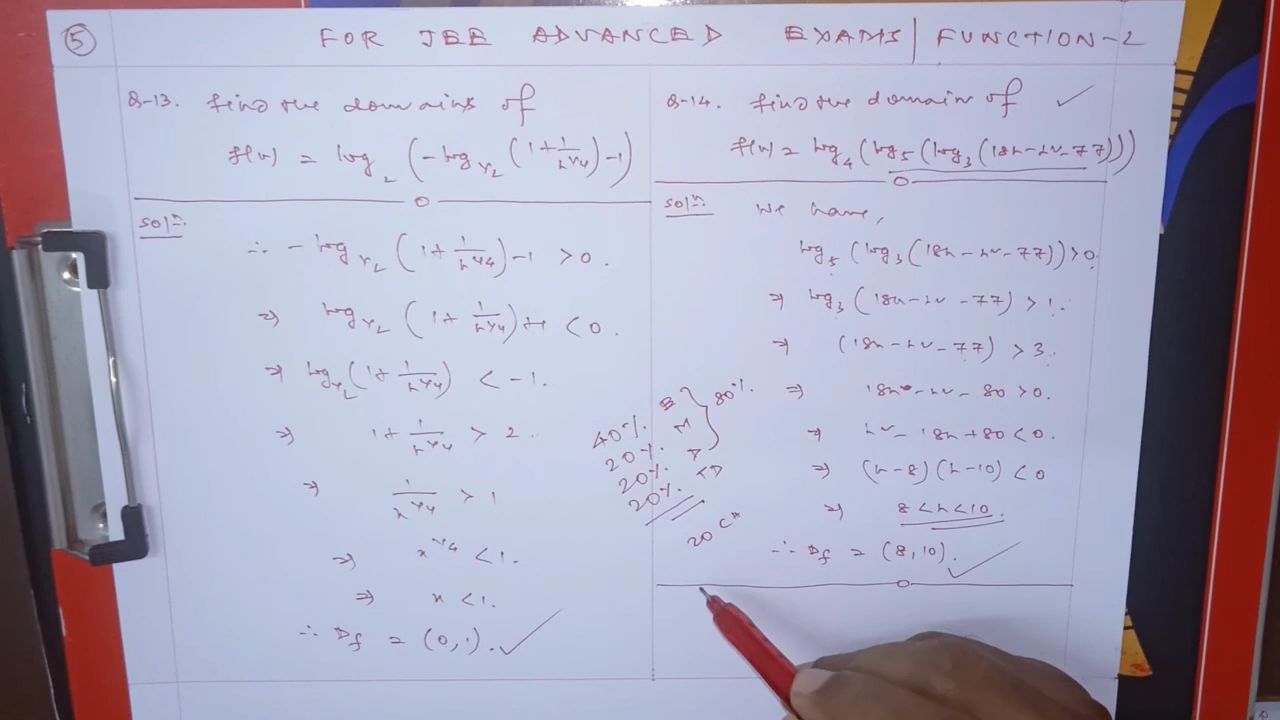 5
FOR JEE ADVANCED EXAMS | FUNCTION-2
Q-13. Find the domains of
f(x) = log₂(-log₁/₂(1+1/x^1/4)-1)
Sol^n:
∴ -log₁/₂(1+1/x^1/4)-1 >0.
⇒ log₁/₂(1+1/x^1/4)+1 <0.
⇒ log₁/₂(1+1/x^1/4) < -1.
⇒ 1+1/x^1/4 > 2.
⇒ 1/x^1/4 > 1
⇒ x^1/4 <1.
⇒ x <1.
∴ Df = (0,1). ✓
Q-14. Find the domain of ✓
f(x) = log₄(log₅(log₃(18x-x²-77)))
Sol^n: We have,
log₅(log₃(18x-x²-77))>0.
⇒ log₃(18x-x²-77) > 1.
⇒ (18x-x²-77) >3.
⇒ 18x-x²-80 >0.
⇒ x²-18x+80 <0.
⇒ (x-8)(x-10) <0
⇒ 8<x<10.
∴ Df = (8,10). ✓
40% B
20% M
20% D
20% TD
80%.
20